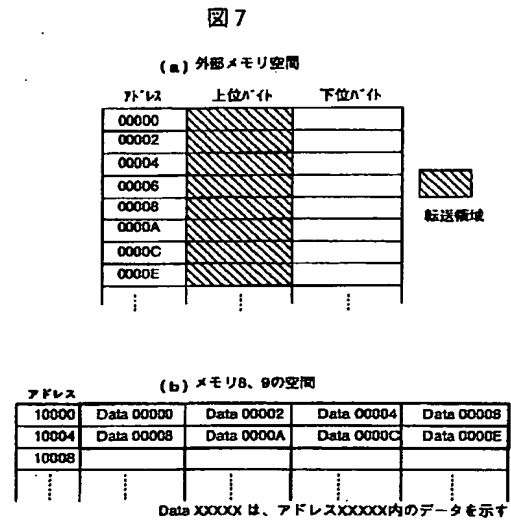 図7
(a) 外部メモリ空間
アドレス 上位バイト 下位バイト
00000
00002
00004
00006
00008
0000A
0000C
0000E
転送領域
(b) メモリ8、9の空間
アドレス
10000 Data 00000 Data 00002 Data 00004 Data 00006
10004 Data 00008 Data 0000A Data 0000C Data 0000E
10008
Data XXXXX は、アドレスXXXXX内のデータを示す